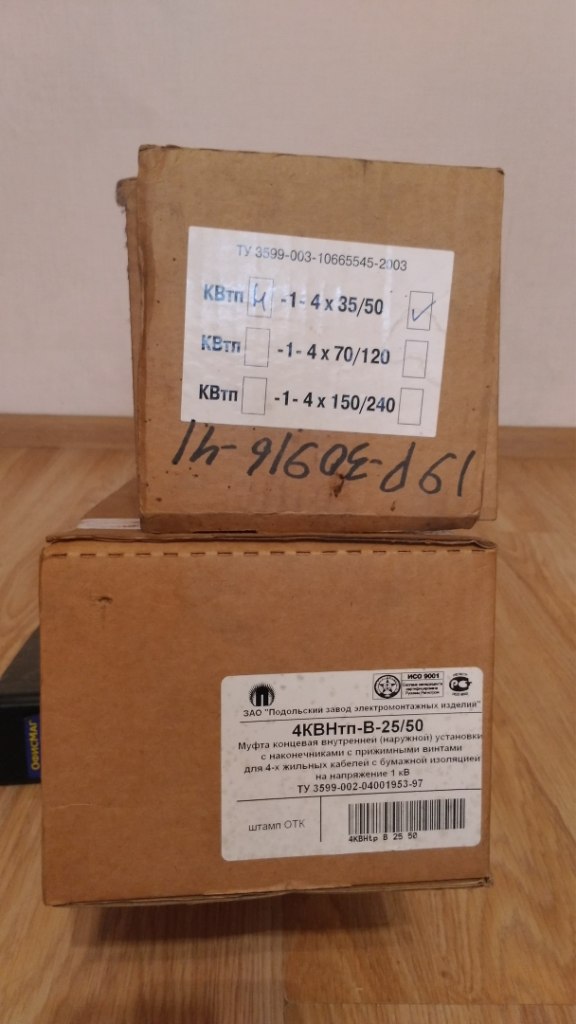 ТУ 3599-003-10665545-2003
КВтп н -1- 4 х 35/50
КВтп -1- 4 х 70/120
КВтп -1- 4 х 150/240
ОФИСМАГ
ИСО 9001
ЗАО "Подольский завод электромонтажных изделий"
4КВНтп-В-25/50
Муфта концевая внутренней (наружной) установки
с наконечниками с прижимными винтами
для 4-х жильных кабелей с бумажной изоляцией
на напряжение 1 кВ
ТУ 3599-002-04001953-97
штамп ОТК
4КВНtp В 25 50